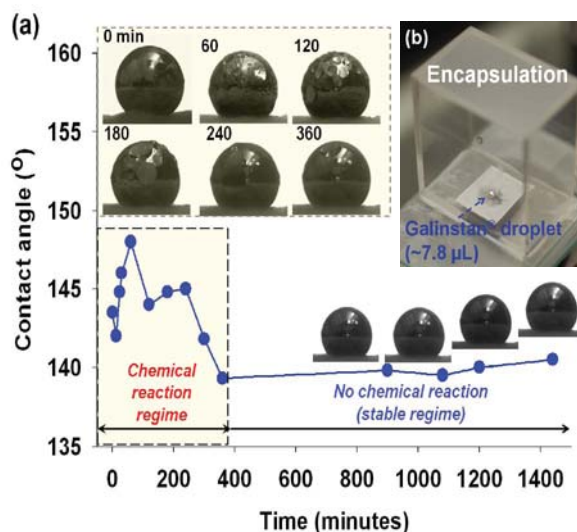 (a)
0 min
60
120
180
240
360
(b)
Encapsulation
Galinstan® droplet
(~7.8 µL)
Contact angle (°)
160
155
150
145
140
135
Chemical
reaction
regime
No chemical reaction
(stable regime)
0
200
400
600
800
1000
1200
1400
Time (minutes)